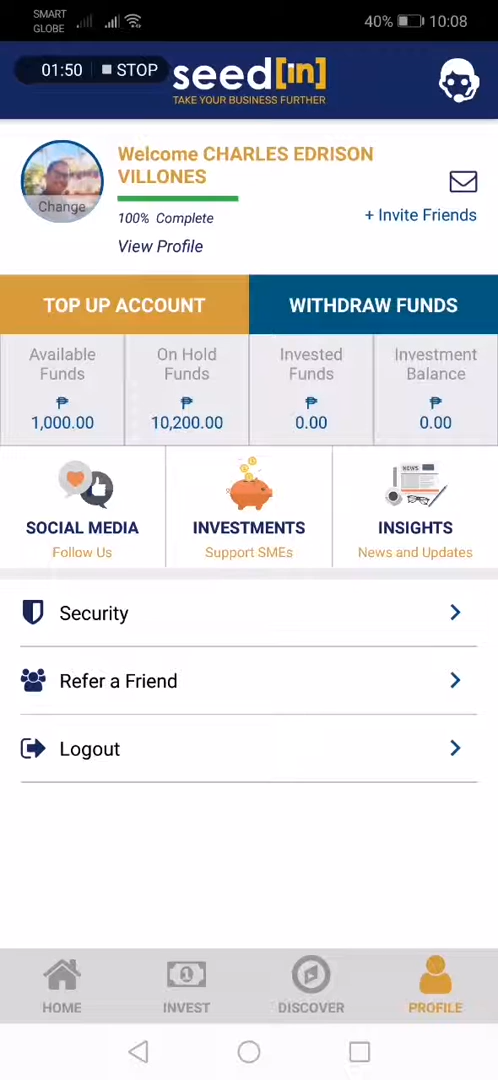 SMART
GLOBE
40% 10:08
01:50 STOP
seed[in]
TAKE YOUR BUSINESS FURTHER
Welcome CHARLES EDRISON
VILLONES
Change
100% Complete
+ Invite Friends
View Profile
TOP UP ACCOUNT WITHDRAW FUNDS
Available Funds
On Hold Funds
Invested Funds
Investment Balance
₱ ₱ ₱ ₱
1,000.00 10,200.00 0.00 0.00
NEWS
SOCIAL MEDIA INVESTMENTS INSIGHTS
Follow Us Support SMEs News and Updates
Security
Refer a Friend
Logout
HOME INVEST DISCOVER PROFILE